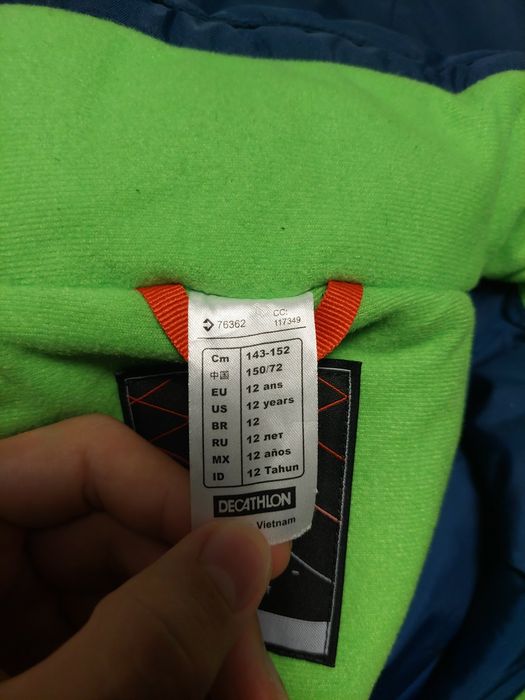 76362 CC: 117349
Cm 143-152
中国 150/72
EU 12 ans
US 12 years
BR 12
RU 12 лет
MX 12 años
ID 12 Tahun
DECATHLON
Vietnam